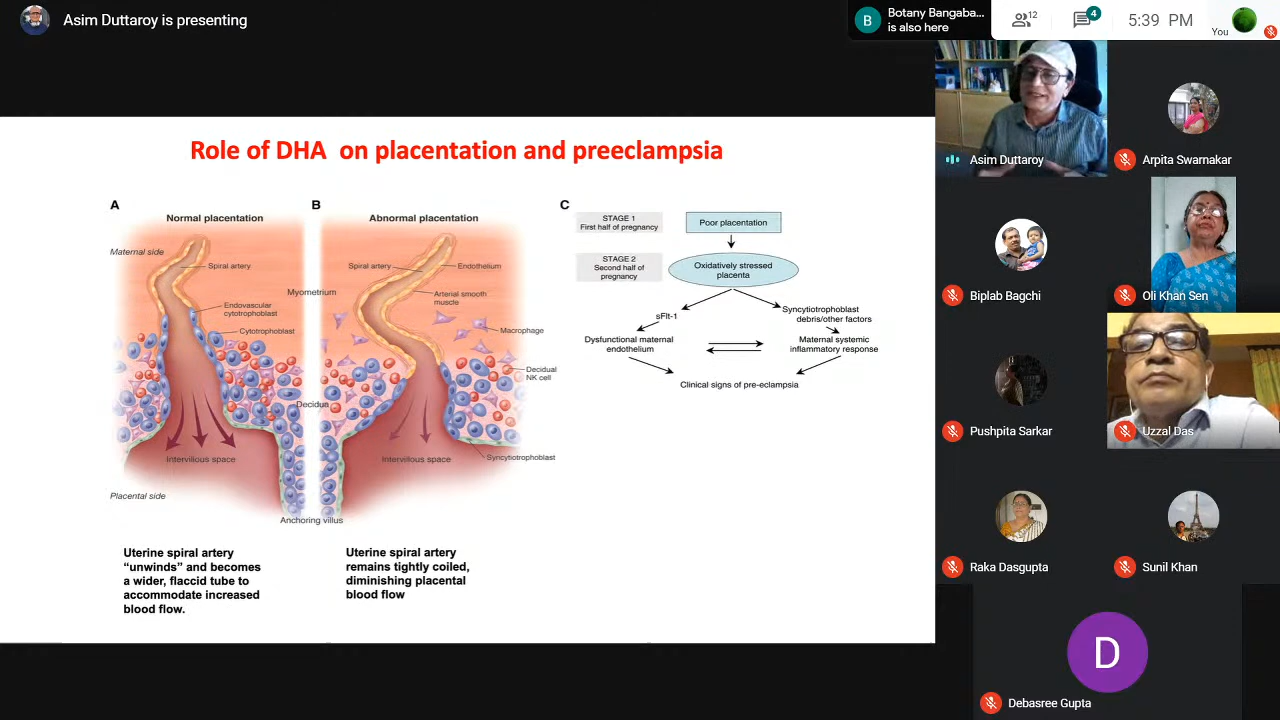 Asim Duttaroy is presenting
B
Botany Bangaba...
is also here
12
4
5:39 PM
You
Role of DHA on placentation and preeclampsia
A
Normal placentation
Maternal side
Spiral artery
Endovascular
cytotrophoblast
Cytotrophoblast
Myometrium
Decidua
Intervillous space
Placental side
Anchoring villus
B
Abnormal placentation
Spiral artery
Endothelium
Arterial smooth
muscle
Macrophage
Decidual
NK cell
Intervillous space
Syncytiotrophoblast
C
STAGE 1
First half of pregnancy
Poor placentation
STAGE 2
Second half of
pregnancy
Oxidatively stressed
placenta
sFlt-1
Syncytiotrophoblast
debris/other factors
Dysfunctional maternal
endothelium
Maternal systemic
inflammatory response
Clinical signs of pre-eclampsia
Uterine spiral artery
“unwinds” and becomes
a wider, flaccid tube to
accommodate increased
blood flow.
Uterine spiral artery
remains tightly coiled,
diminishing placental
blood flow
Asim Duttaroy
Arpita Swarnakar
Biplab Bagchi
Oli Khan Sen
Pushpita Sarkar
Uzzal Das
Raka Dasgupta
Sunil Khan
D
Debasree Gupta